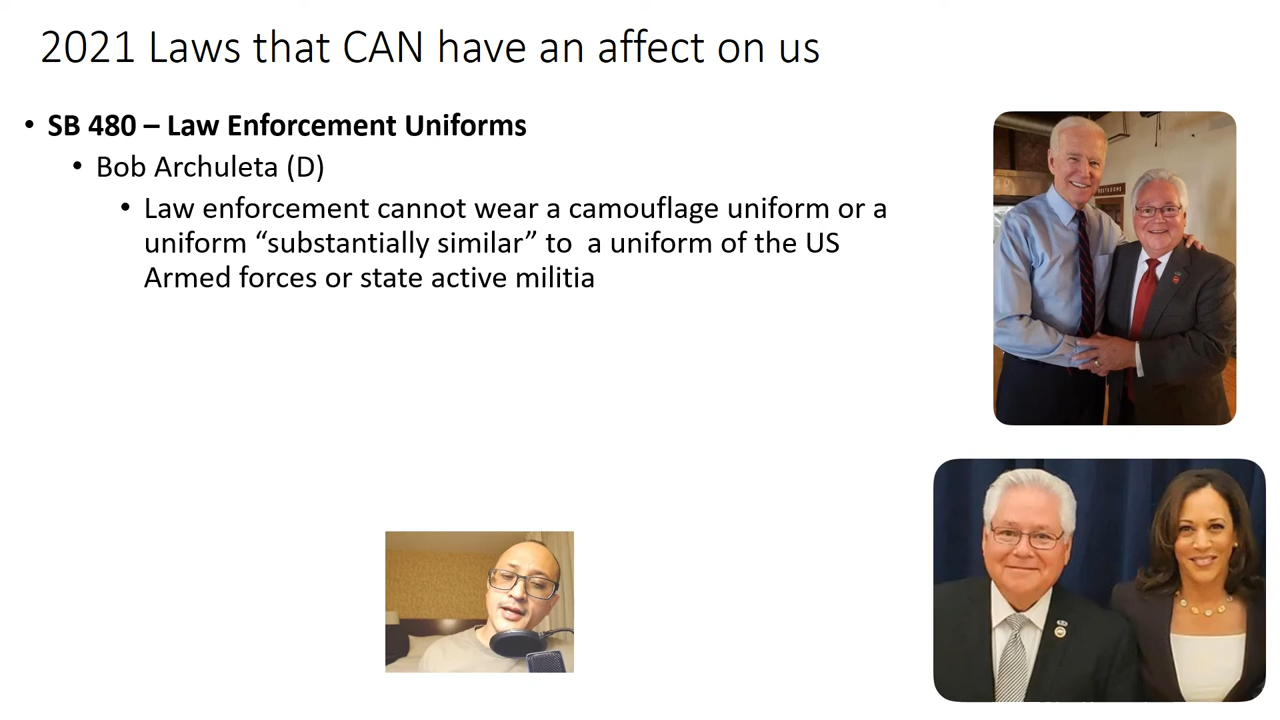 2021 Laws that CAN have an affect on us
• SB 480 – Law Enforcement Uniforms
• Bob Archuleta (D)
• Law enforcement cannot wear a camouflage uniform or a
uniform “substantially similar” to a uniform of the US
Armed forces or state active militia